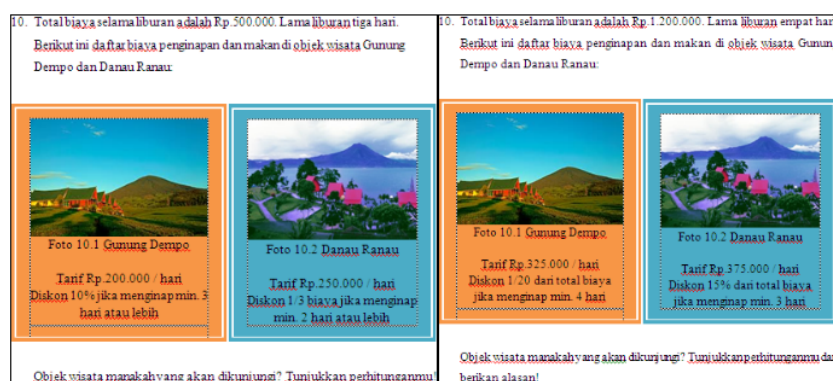 10. Total biaya selama liburan adalah Rp.500.000. Lama liburan tiga hari.
Berikut ini daftar biaya penginapan dan makan di objek wisata Gunung
Dempo dan Danau Ranau:
Foto 10.1 Gunung Dempo
Tarif Rp.200.000 / hari
Diskon 10% jika menginap min. 3
hari atau lebih
Foto 10.2 Danau Ranau
Tarif Rp.250.000 / hari
Diskon 1/3 biaya jika menginap
min. 2 hari atau lebih
Objek wisata manakah yang akan dikunjungi? Tunjukkan perhitunganmu!
10. Total biaya selama liburan adalah Rp.1.200.000. Lama liburan empat har
Berikut ini daftar biaya penginapan dan makan di objek wisata Gunun
Dempo dan Danau Ranau:
Foto 10.1 Gunung Dempo
Tarif Rp.325.000 / hari
Diskon 1/20 dari total biaya
jika menginap min. 4 hari
Foto 10.2 Danau Ranau
Tarif Rp.375.000 / hari
Diskon 15% dari total biaya
jika menginap min. 3 hari
Objek wisata manakah yang akan dikunjungi? Tunjukkan perhitunganmu da
berikan alasan!